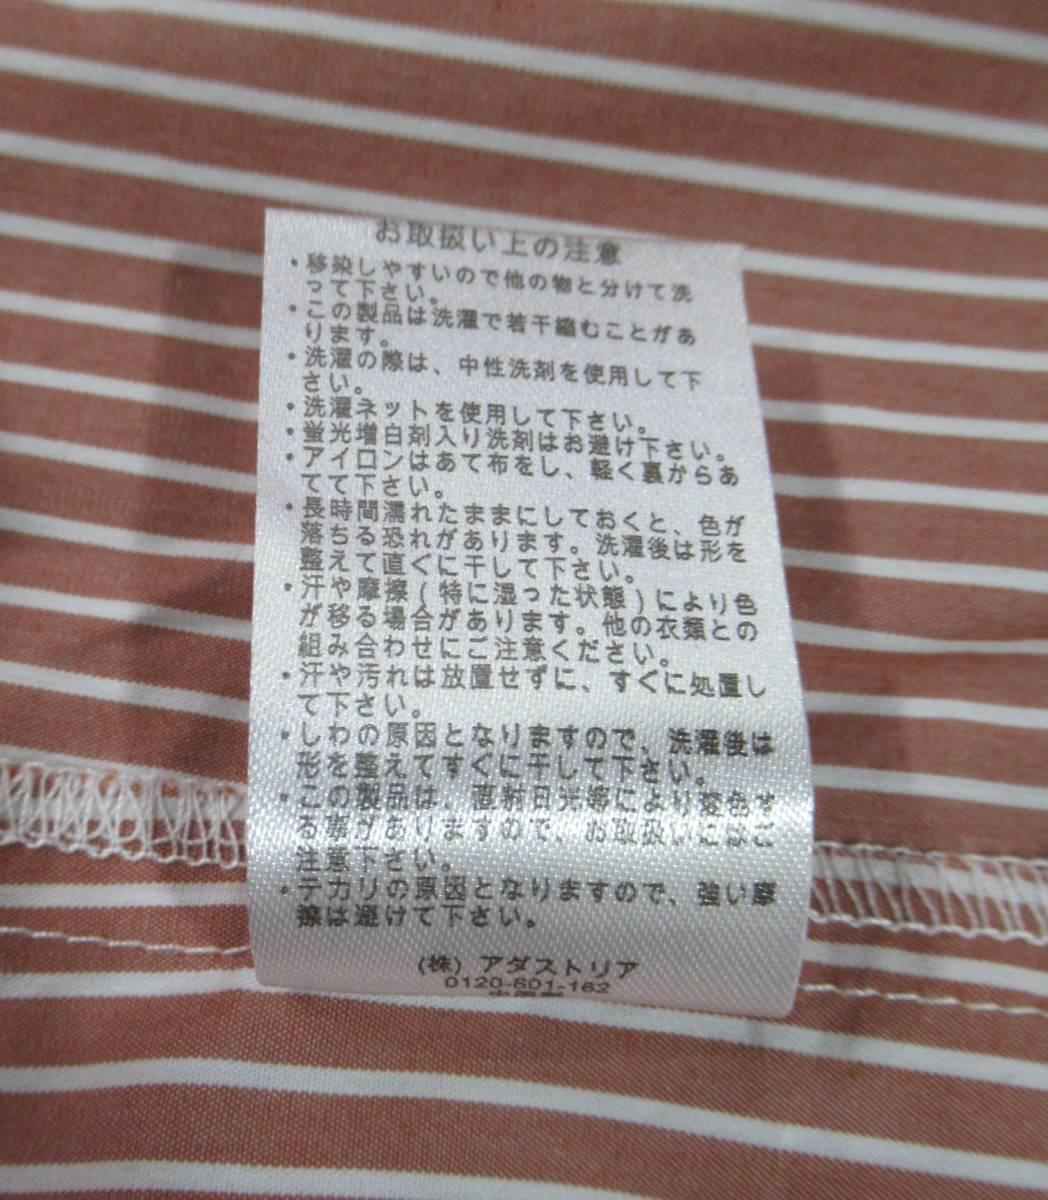 お取扱い上の注意
・移染しやすいので他の物と分けて洗
って下さい。
・この製品は洗濯で若干縮むことがあ
ります。
・洗濯の際は、中性洗剤を使用して下
さい。
・洗濯ネットを使用して下さい。
・蛍光増白剤入り洗剤はお避け下さい。
・アイロンはあて布をし、軽く裏からあ
てて下さい。
・長時間濡れたままにしておくと、色が
落ちる恐れがあります。洗濯後は形を
整えて直ぐに干して下さい。
・汗や摩擦(特に湿った状態)により色
が移る場合があります。他の衣類との
組み合わせにご注意ください。
・汗や汚れは放置せずに、すぐに処置し
て下さい。
・しわの原因となりますので、洗濯後は
形を整えてすぐに干して下さい。
・この製品は、直射日光等により変色す
る事がありますので、お取扱いにはご
注意下さい。
・テカリの原因となりますので、強い摩
擦は避けて下さい。
(株) アダストリア
0120-601-162